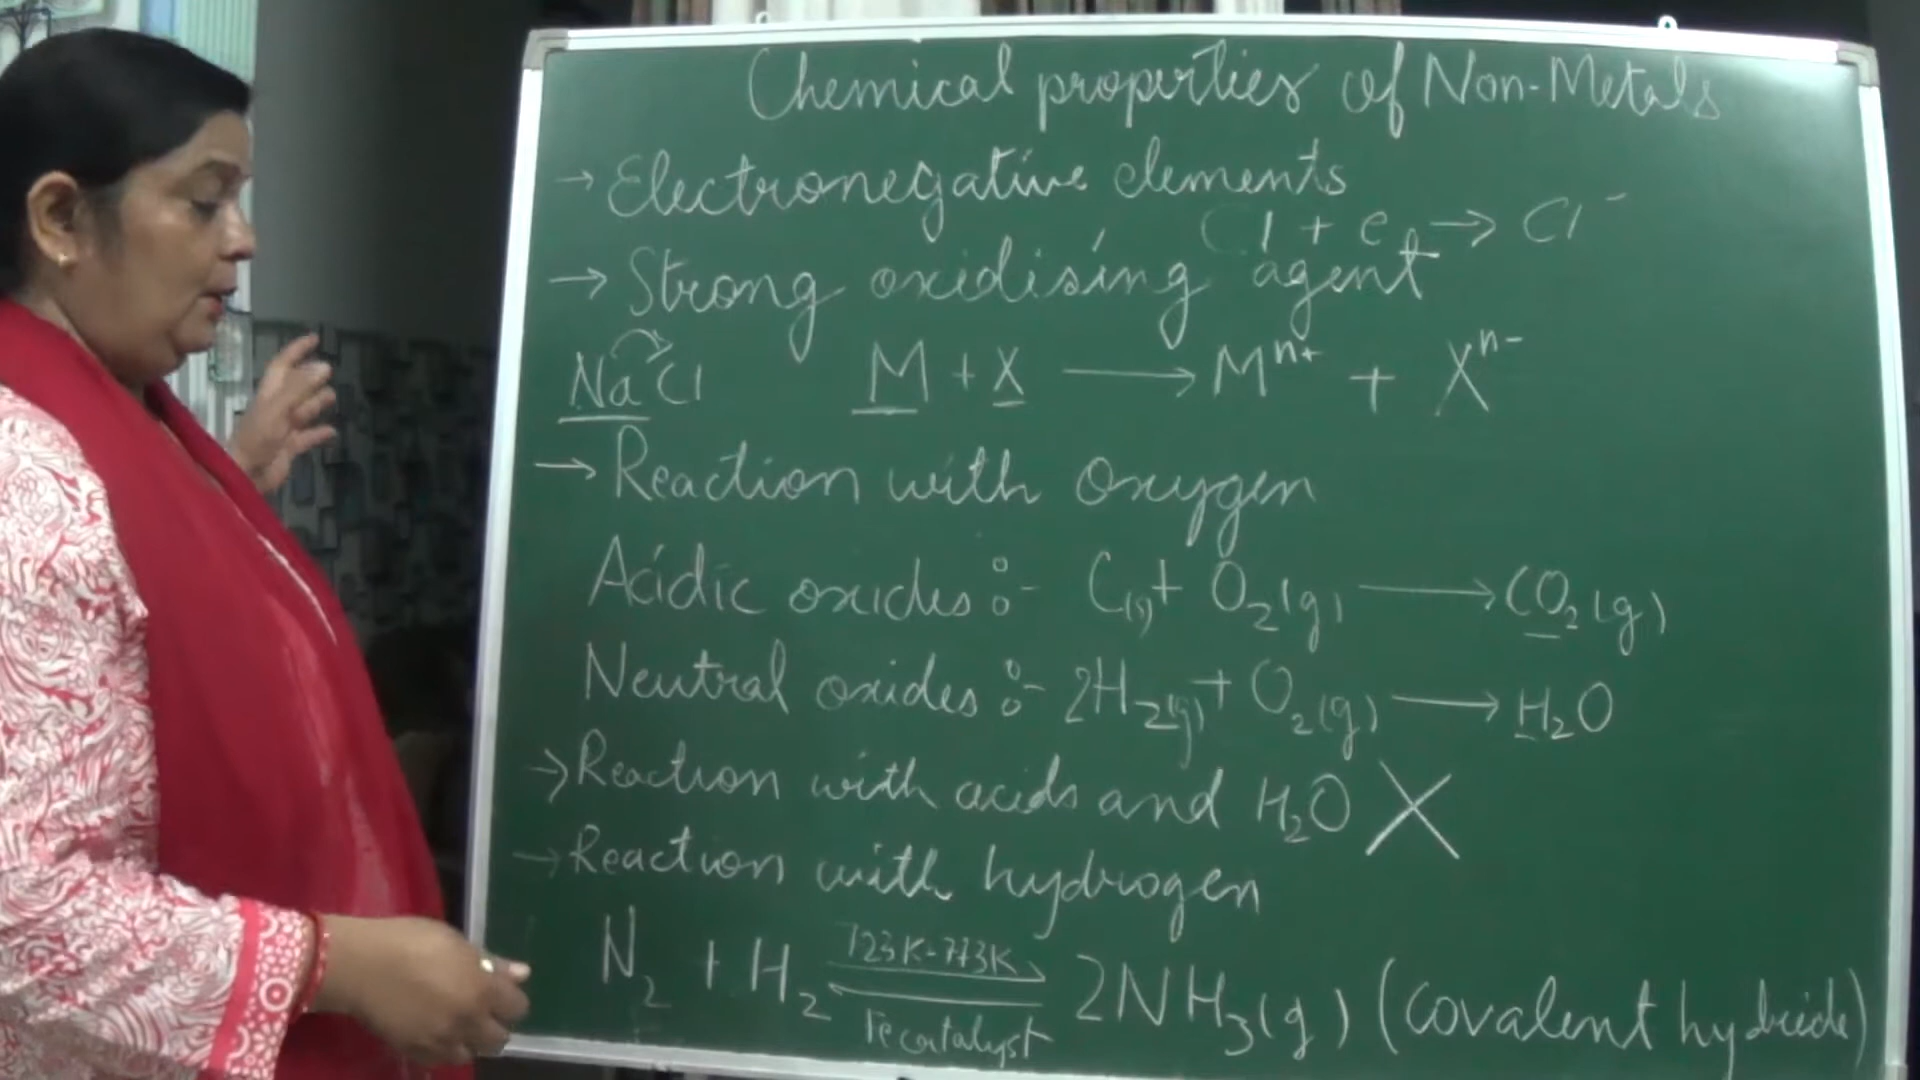 Chemical properties of Non-Metals
→ Electronegative elements
Cl + e → Cl⁻
→ Strong oxidising agent
NaCl M + X ⟶ Mⁿ⁺ + Xⁿ⁻
→ Reaction with oxygen
Acidic oxides :- C(s) + O₂(g) ⟶ CO₂(g)
Neutral oxides :- 2H₂(g) + O₂(g) ⟶ H₂O
→ Reaction with acids and H₂O X
→ Reaction with hydrogen
N₂ + H₂ ⇌ 723K-773K Fe catalyst 2NH₃(g) (covalent hydride)